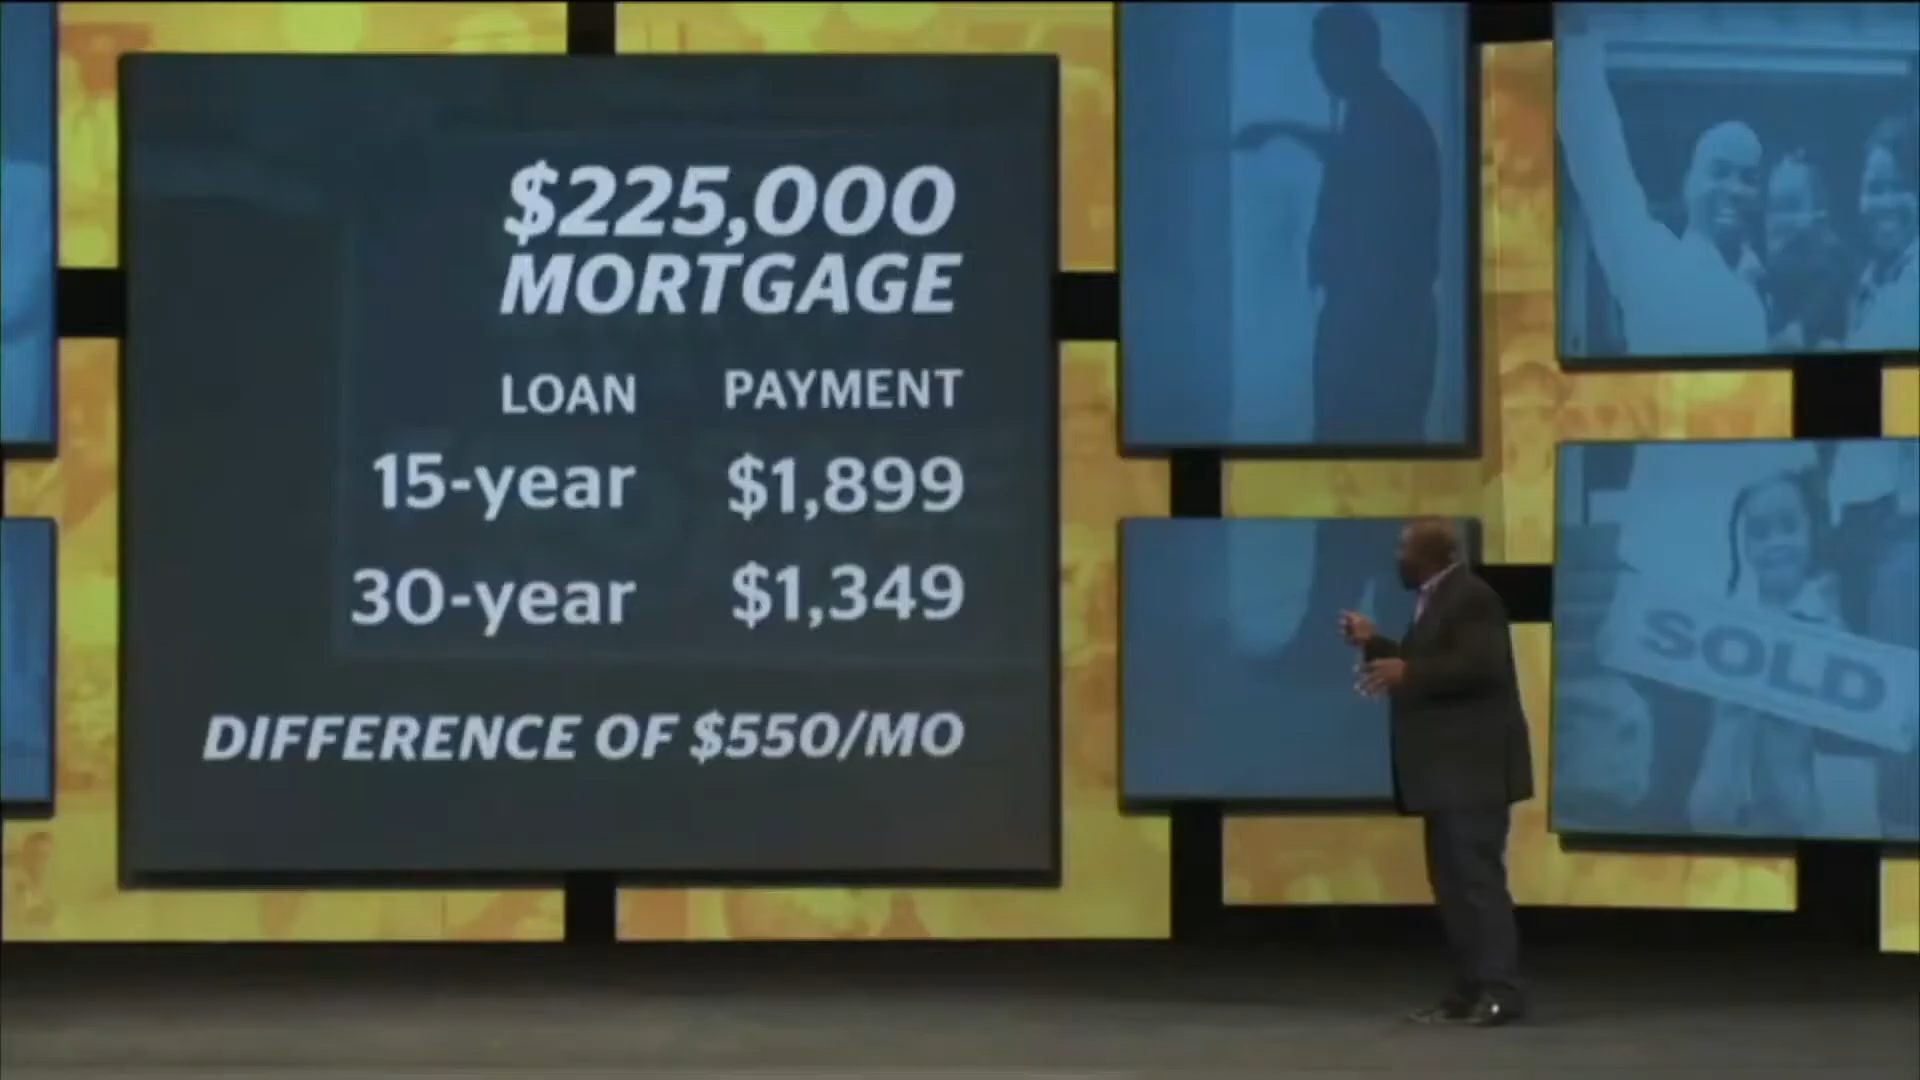 $225,000
MORTGAGE
LOAN PAYMENT
15-year $1,899
30-year $1,349
DIFFERENCE OF $550/MO
SOLD